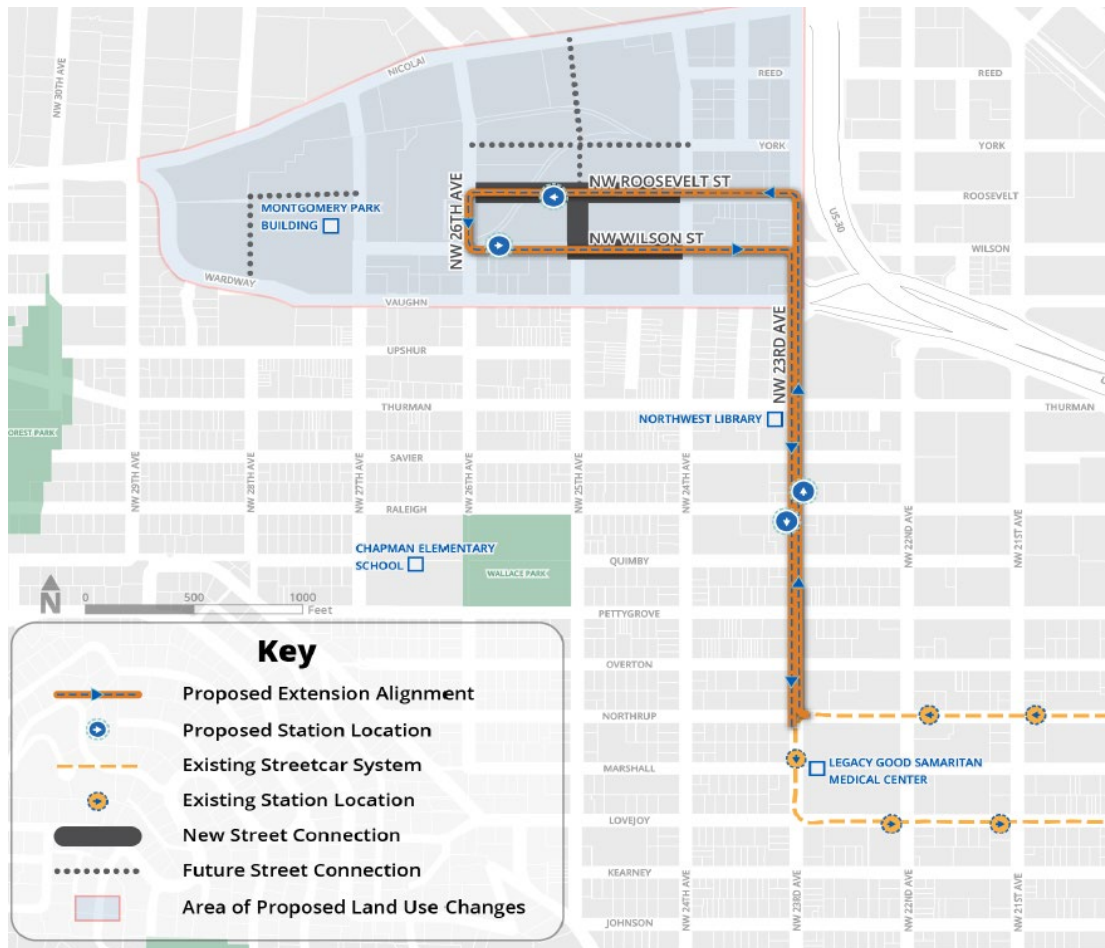 NW 30TH AVE
NICOLAI
REED
REED
YORK
YORK
NW ROOSEVELT ST
ROOSEVELT
MONTGOMERY PARK
BUILDING
NW 26TH AVE
US-30
NW WILSON ST
WILSON
WARDWAY
VAUGHN
NW 23RD AVE
UPSHUR
THURMAN
NORTHWEST LIBRARY
THURMAN
OREST PARK
SAVIER
NW 29TH AVE
NW 28TH AVE
NW 27TH AVE
NW 26TH AVE
NW 25TH AVE
NW 24TH AVE
RALEIGH
NW 22ND AVE
NW 21ST AVE
CHAPMAN ELEMENTARY
SCHOOL
WALLACE PARK
QUIMBY
N
0 500 1000
Feet
PETTYGROVE
OVERTON
NORTHRUP
MARSHALL
LEGACY GOOD SAMARITAN
MEDICAL CENTER
LOVEJOY
KEARNEY
NW 24TH AVE
NW 23RD AVE
NW 22ND AVE
NW 21ST AVE
JOHNSON
Key
Proposed Extension Alignment
Proposed Station Location
Existing Streetcar System
Existing Station Location
New Street Connection
Future Street Connection
Area of Proposed Land Use Changes